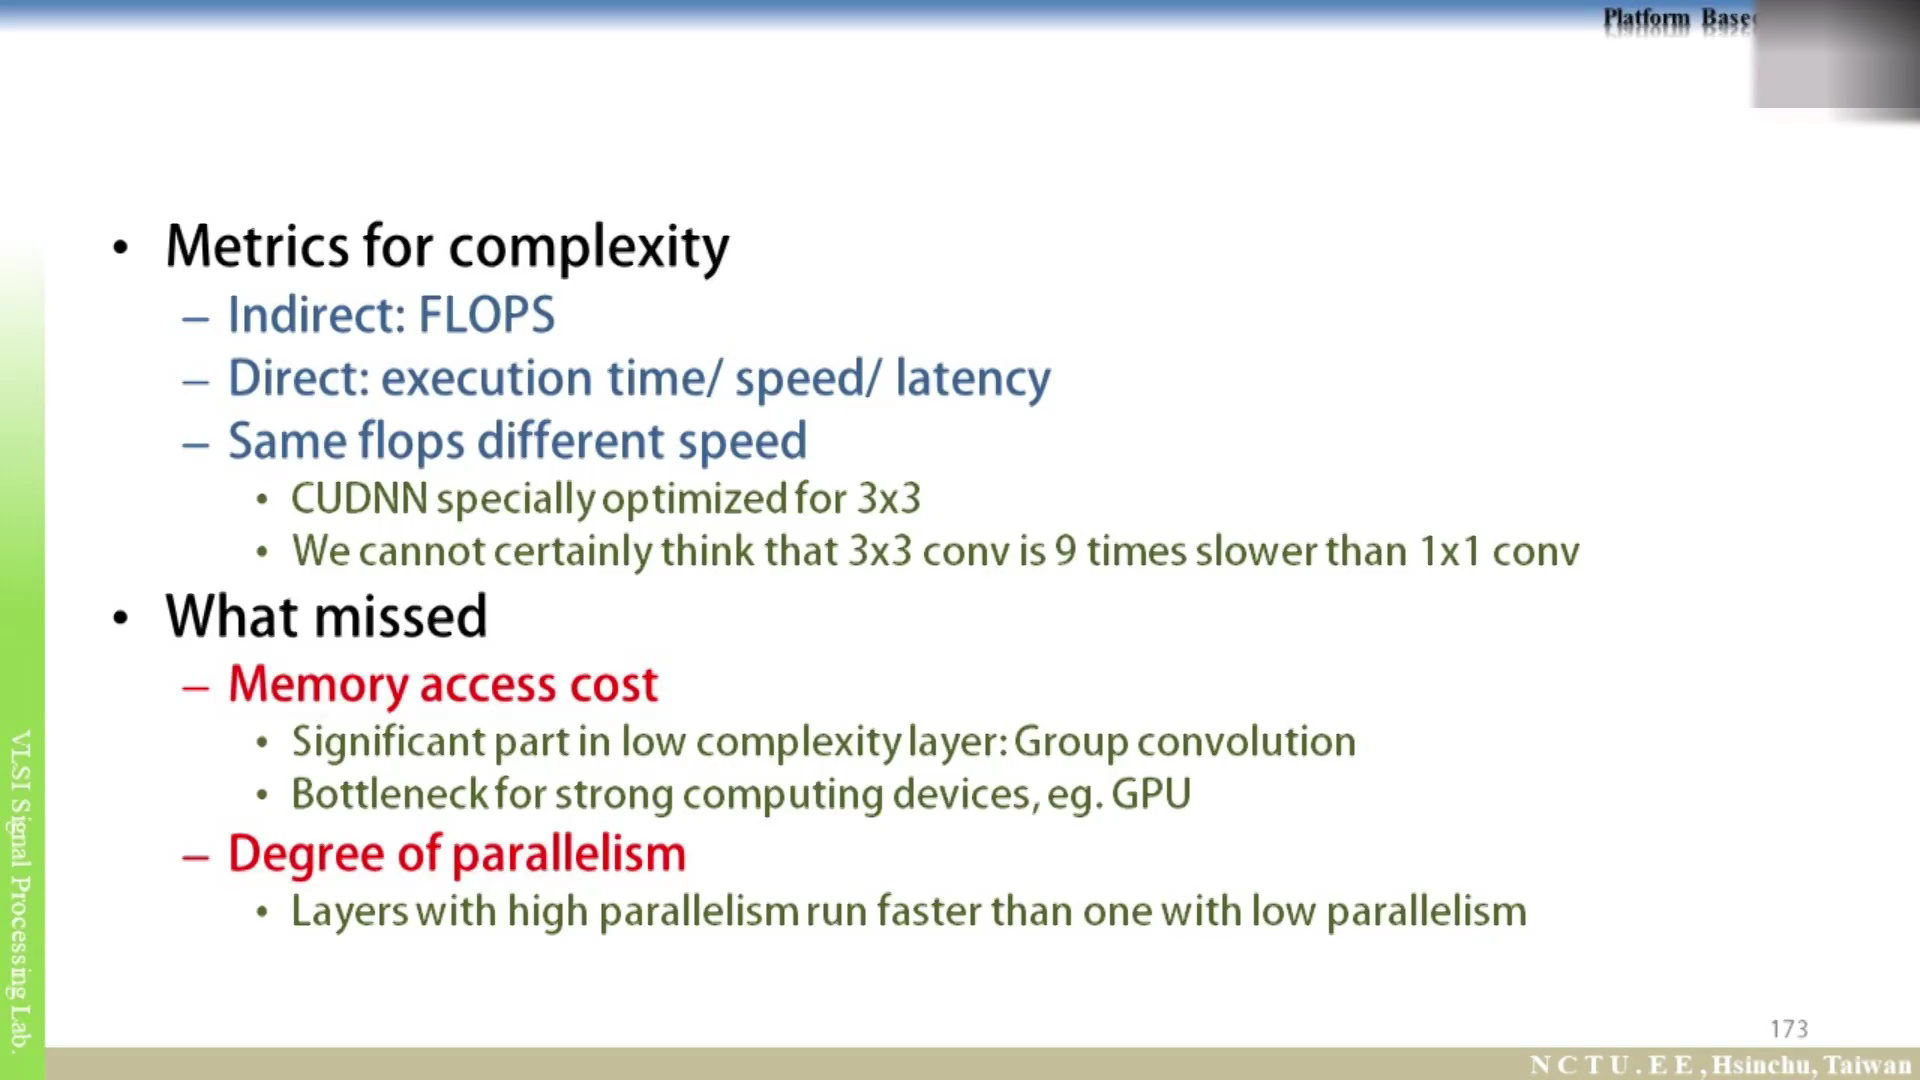 Platform
• Metrics for complexity
– Indirect: FLOPS
– Direct: execution time/ speed/ latency
– Same flops different speed
• CUDNN specially optimized for 3x3
• We cannot certainly think that 3x3 conv is 9 times slower than 1x1 conv
• What missed
– Memory access cost
• Significant part in low complexity layer: Group convolution
• Bottleneck for strong computing devices, eg. GPU
– Degree of parallelism
• Layers with high parallelism run faster than one with low parallelism
VLSI Signal Processing Lab.
173
NCTU.EE, Hsinchu, Taiwan